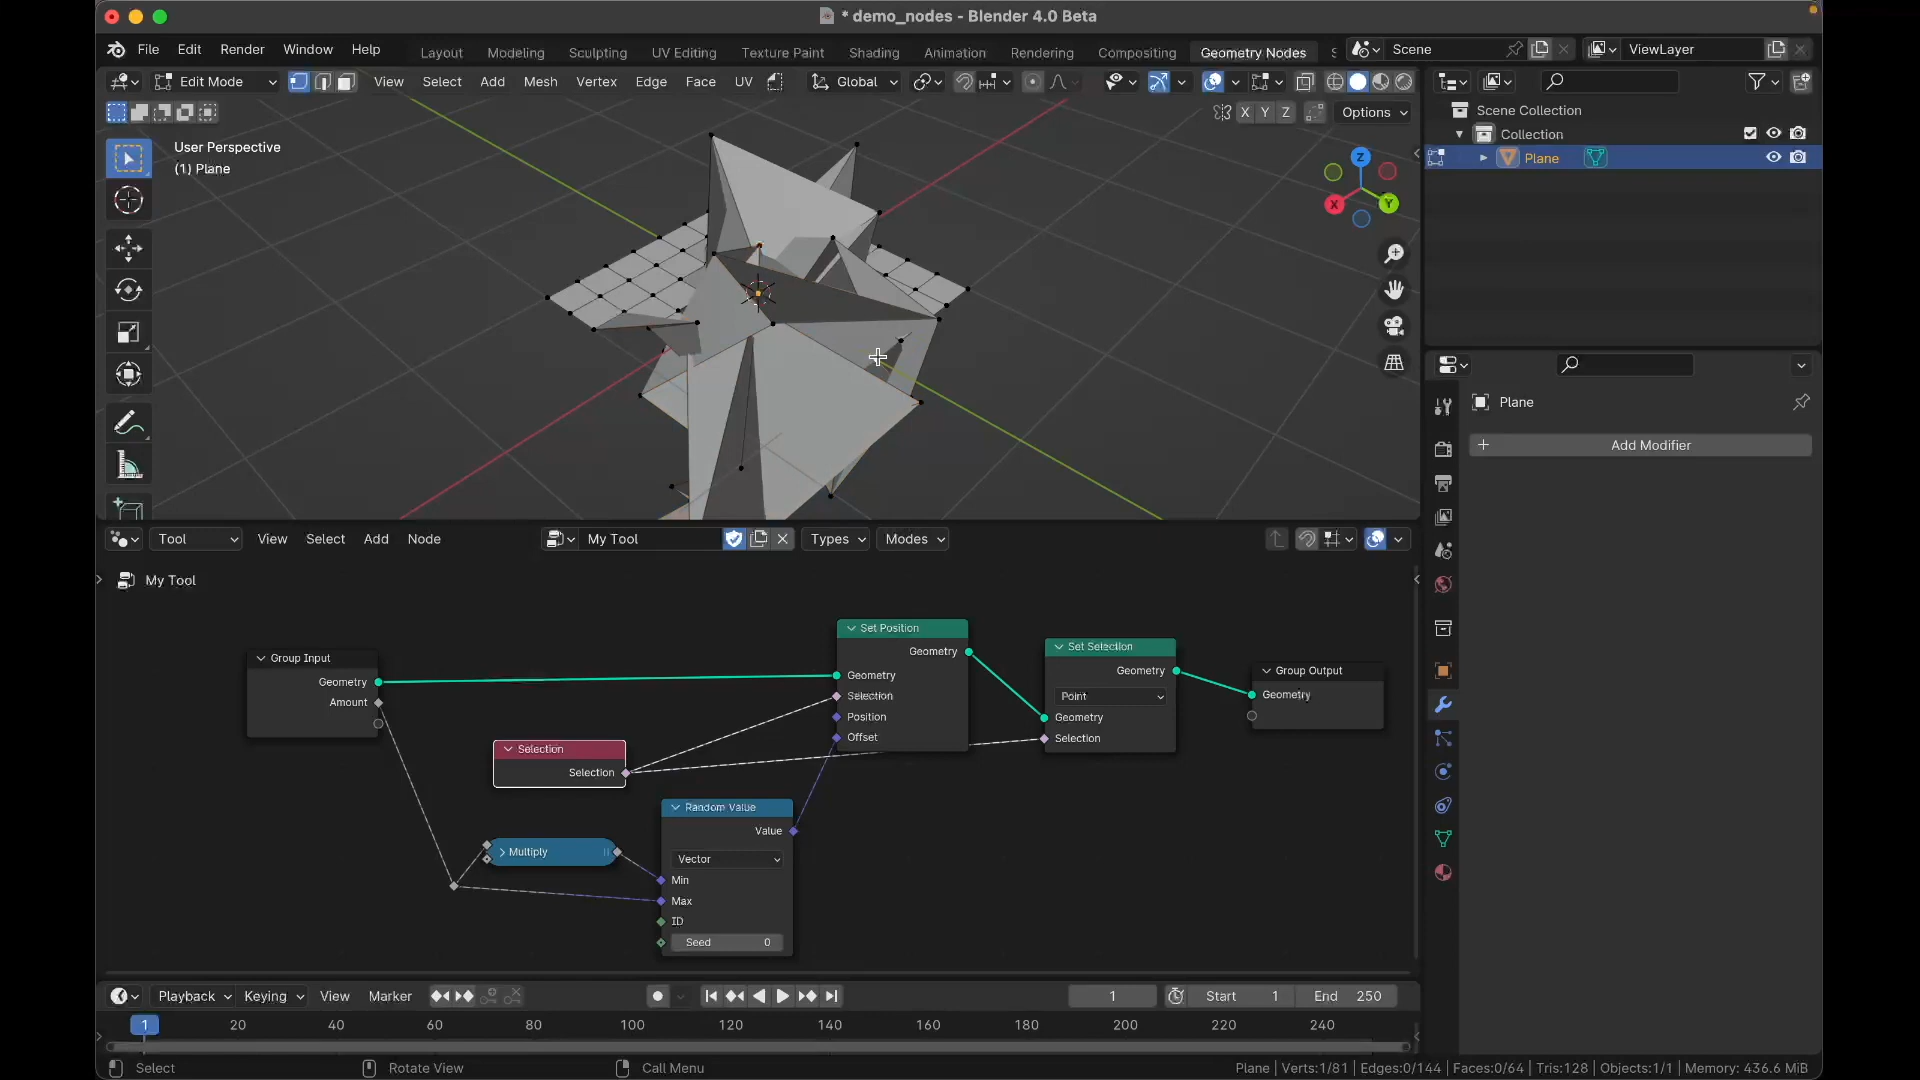 * demo_nodes - Blender 4.0 Beta
File Edit Render Window Help Layout Modeling Sculpting UV Editing Texture Paint Shading Animation Rendering Compositing Geometry Nodes S Scene ViewLayer
Edit Mode View Select Add Mesh Vertex Edge Face UV Global
X Y Z Options
User Perspective
(1) Plane
Z
X Y
Scene Collection
Collection
Plane
Plane
+ Add Modifier
Tool View Select Add Node My Tool Types Modes
My Tool
Group Input
Geometry
Amount
Selection
Selection
Multiply
Random Value
Value
Vector
Min
Max
ID
Seed 0
Set Position
Geometry
Geometry
Selection
Position
Offset
Set Selection
Geometry
Point
Geometry
Selection
Group Output
Geometry
Playback Keying View Marker 1 Start 1 End 250
1 20 40 60 80 100 120 140 160 180 200 220 240
Select Rotate View Call Menu Plane | Verts:1/81 | Edges:0/144 | Faces:0/64 | Tris:128 | Objects:1/1 | Memory: 436.6 MiB